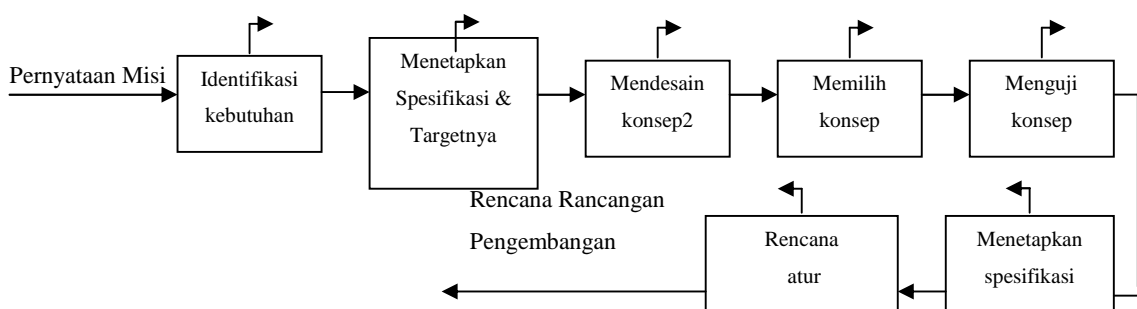 Pernyataan Misi
Identifikasi
kebutuhan
Menetapkan
Spesifikasi &
Targetnya
Mendesain
konsep2
Memilih
konsep
Menguji
konsep
Menetapkan
spesifikasi
Rencana
atur
Rencana Rancangan
Pengembangan